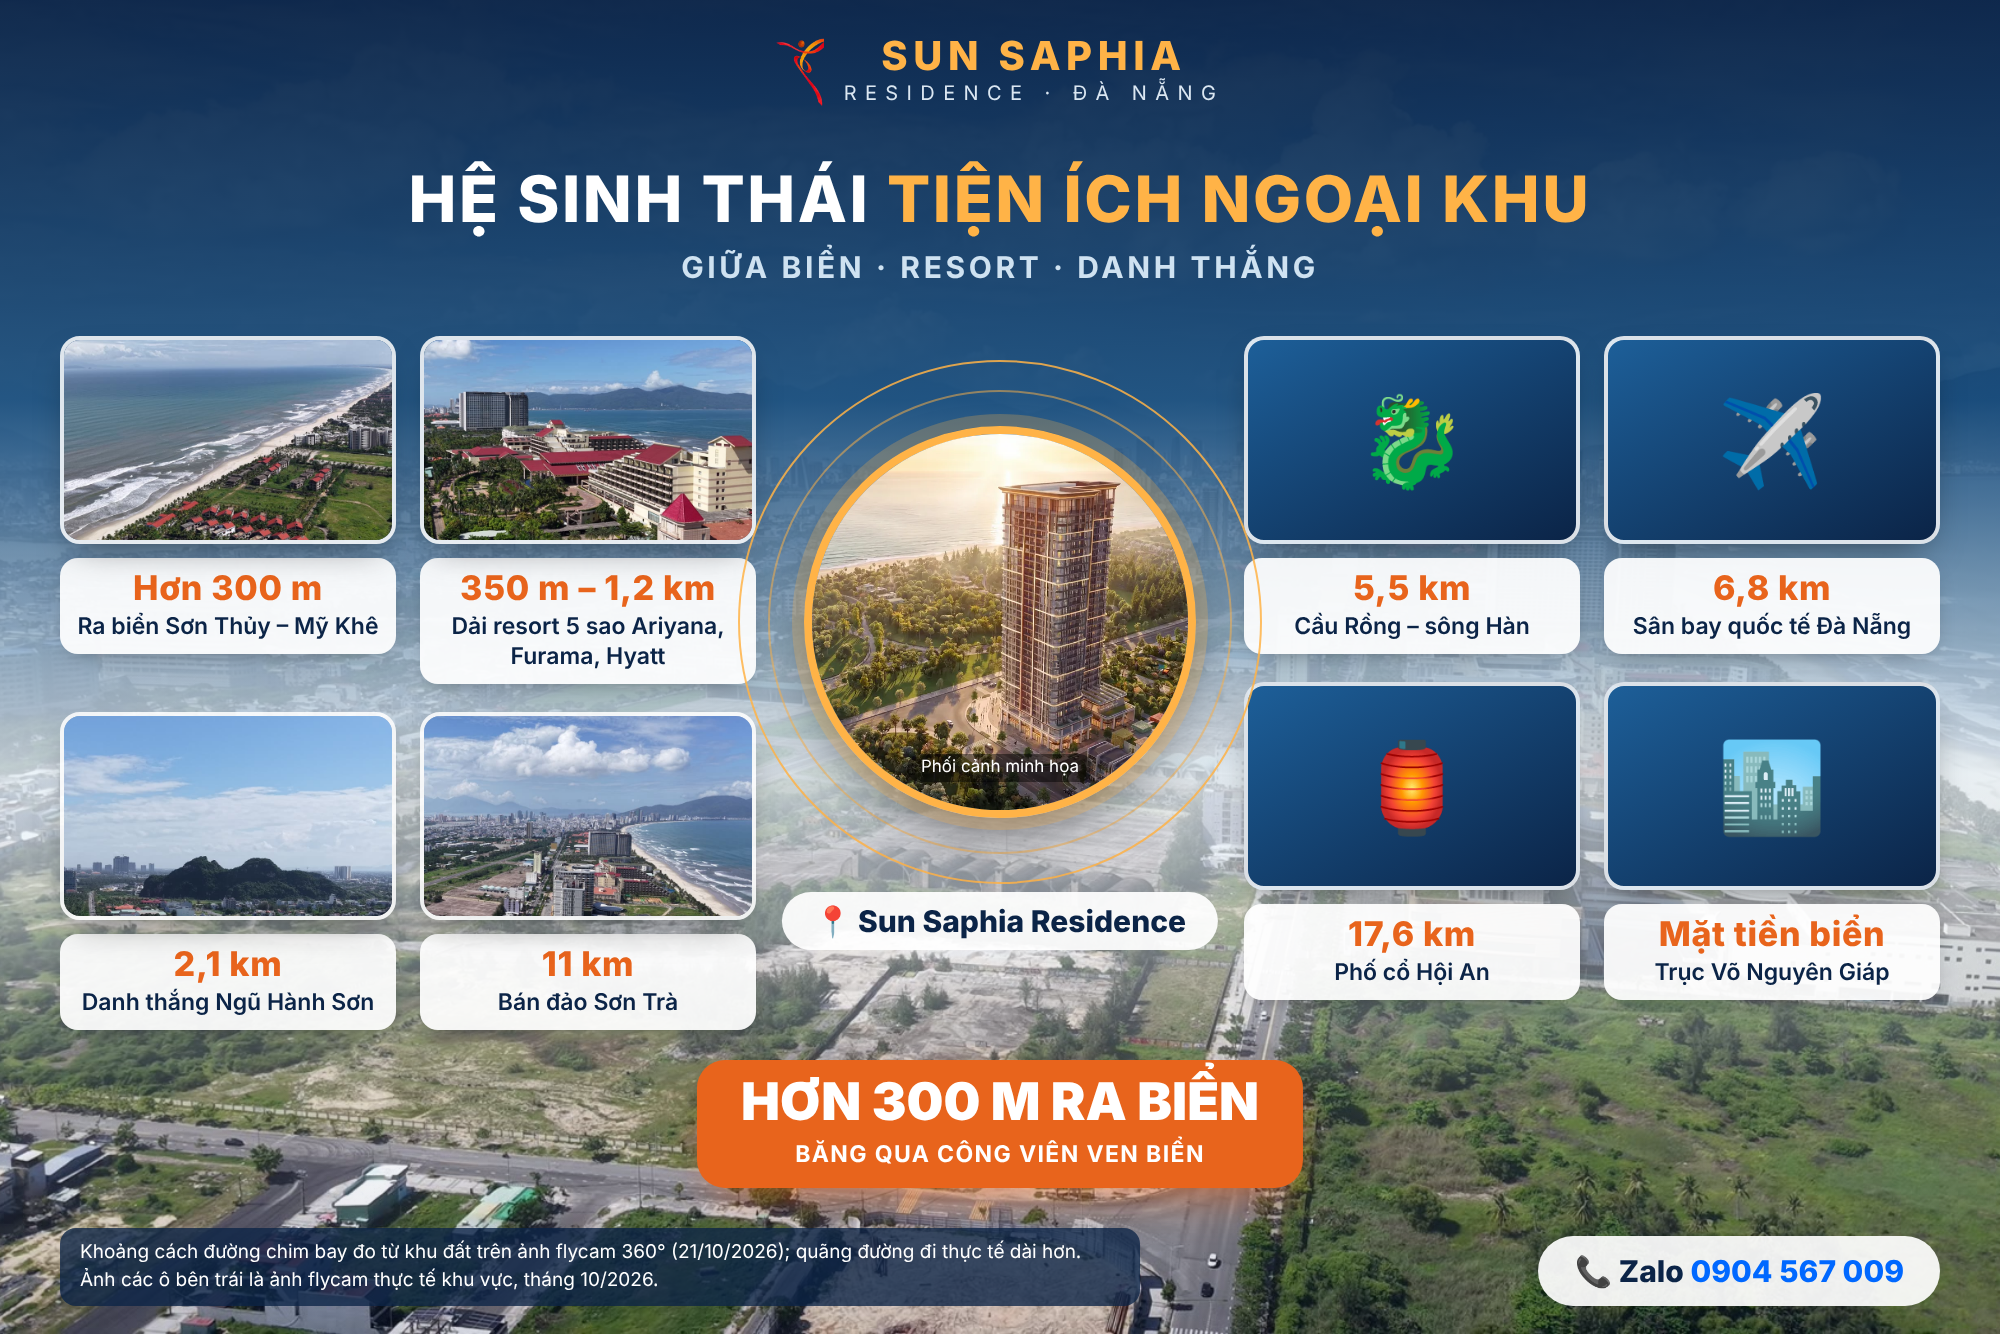 SUN SAPHIA
RESIDENCE · ĐÀ NẴNG
HỆ SINH THÁI TIỆN ÍCH NGOẠI KHU
GIỮA BIỂN · RESORT · DANH THẮNG
Hơn 300 m
Ra biển Sơn Thủy – Mỹ Khê
350 m – 1,2 km
Dải resort 5 sao Ariyana,
Furama, Hyatt
2,1 km
Danh thắng Ngũ Hành Sơn
11 km
Bán đảo Sơn Trà
Phối cảnh minh họa
📍 Sun Saphia Residence
5,5 km
Cầu Rồng – sông Hàn
6,8 km
Sân bay quốc tế Đà Nẵng
17,6 km
Phố cổ Hội An
Mặt tiền biển
Trục Võ Nguyên Giáp
HƠN 300 M RA BIỂN
BĂNG QUA CÔNG VIÊN VEN BIỂN
Khoảng cách đường chim bay đo từ khu đất trên ảnh flycam 360° (21/10/2026); quãng đường đi thực tế dài hơn.
Ảnh các ô bên trái là ảnh flycam thực tế khu vực, tháng 10/2026.
📞 Zalo 0904 567 009